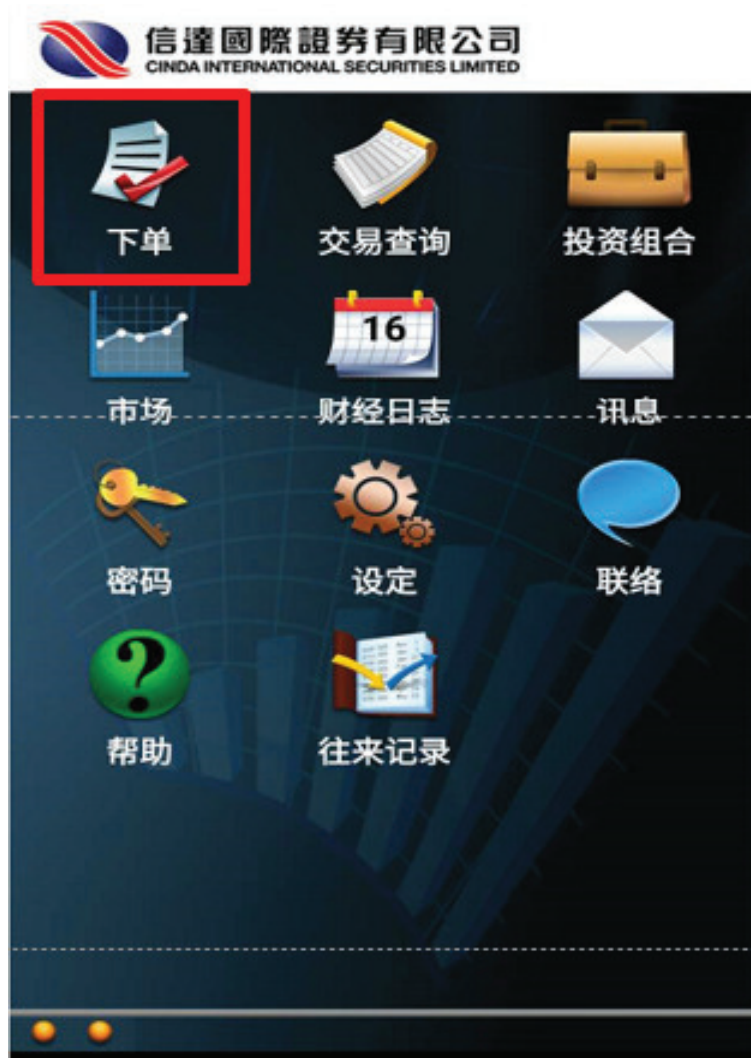 信達國際證券有限公司
CINDA INTERNATIONAL SECURITIES LIMITED
下单 交易查询 投资组合
16
市场 财经日志 讯息
密码 设定 联络
?
帮助 往来记录